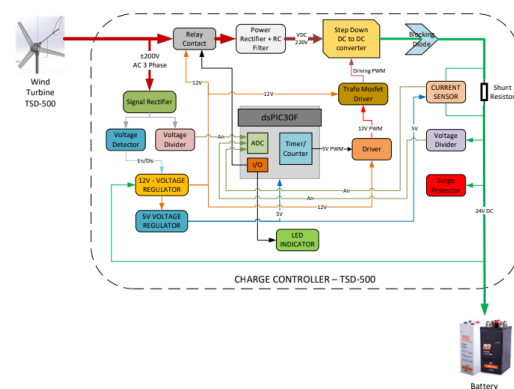 Wind
Turbine
TSD-500
±200V
AC 3 Phase
Relay
Contact
Power
Rectifier + RC
Filter
VDC
220V
Step Down
DC to DC
converter
Blocking
Diode
Driving PWM
12V
12V
Signal Rectifier
Trafo Mosfet
Driver
CURRENT
SENSOR
Shunt
Resistor
Voltage
Detector
Voltage
Divider
An
dsPIC30F
ADC
Timer/
Counter
I/O
12V PWM
5V PWM
Driver
5V
Voltage
Divider
En/Dis
An
An
12V - VOLTAGE
REGULATOR
12V
Surge
Protector
5V VOLTAGE
REGULATOR
5V
24V DC
LED
INDICATOR
CHARGE CONTROLLER – TSD-500
Battery